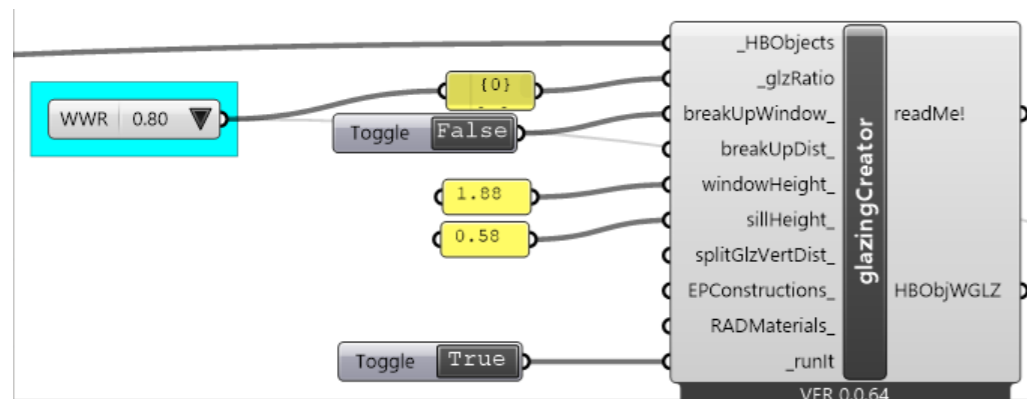 _HBObjects
_glzRatio
breakUpWindow_
breakUpDist_
windowHeight_
sillHeight_
splitGlzVertDist_
EPConstructions_
RADMaterials_
_runIt
glazingCreator
readMe!
HBObjWGLZ
VER 0.0.64
WWR 0.80
{0}
Toggle False
1.88
0.58
Toggle True